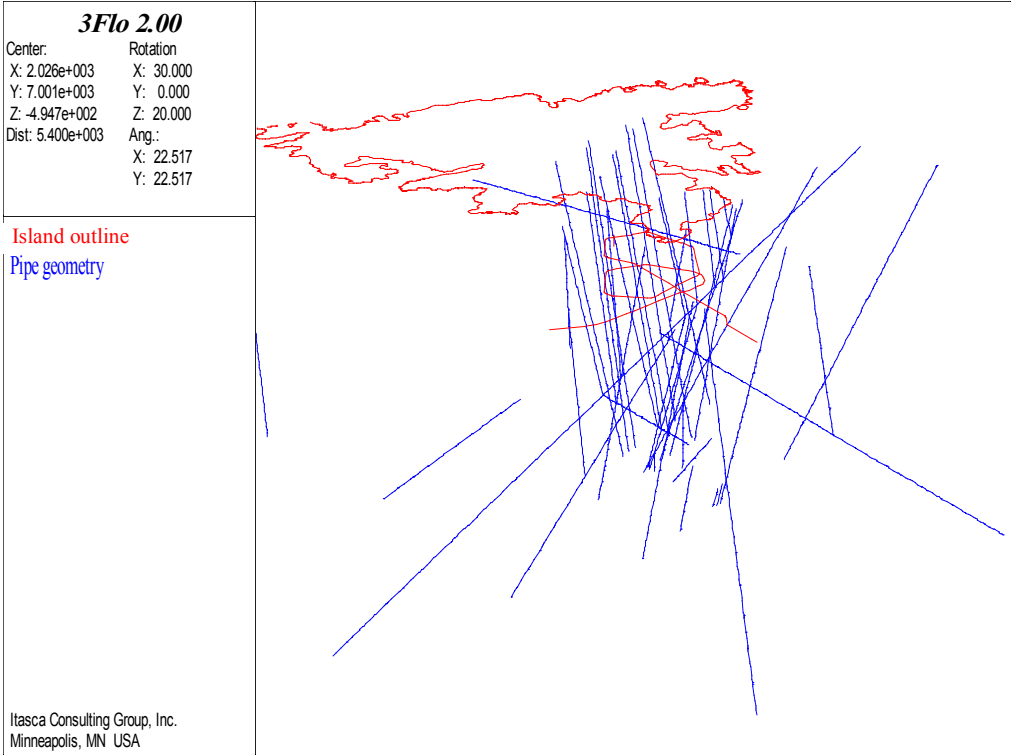 3Flo 2.00
Center: Rotation
X: 2.026e+003 X: 30.000
Y: 7.001e+003 Y: 0.000
Z: -4.947e+002 Z: 20.000
Dist: 5.400e+003 Ang.:
X: 22.517
Y: 22.517
Island outline
Pipe geometry
Itasca Consulting Group, Inc.
Minneapolis, MN USA